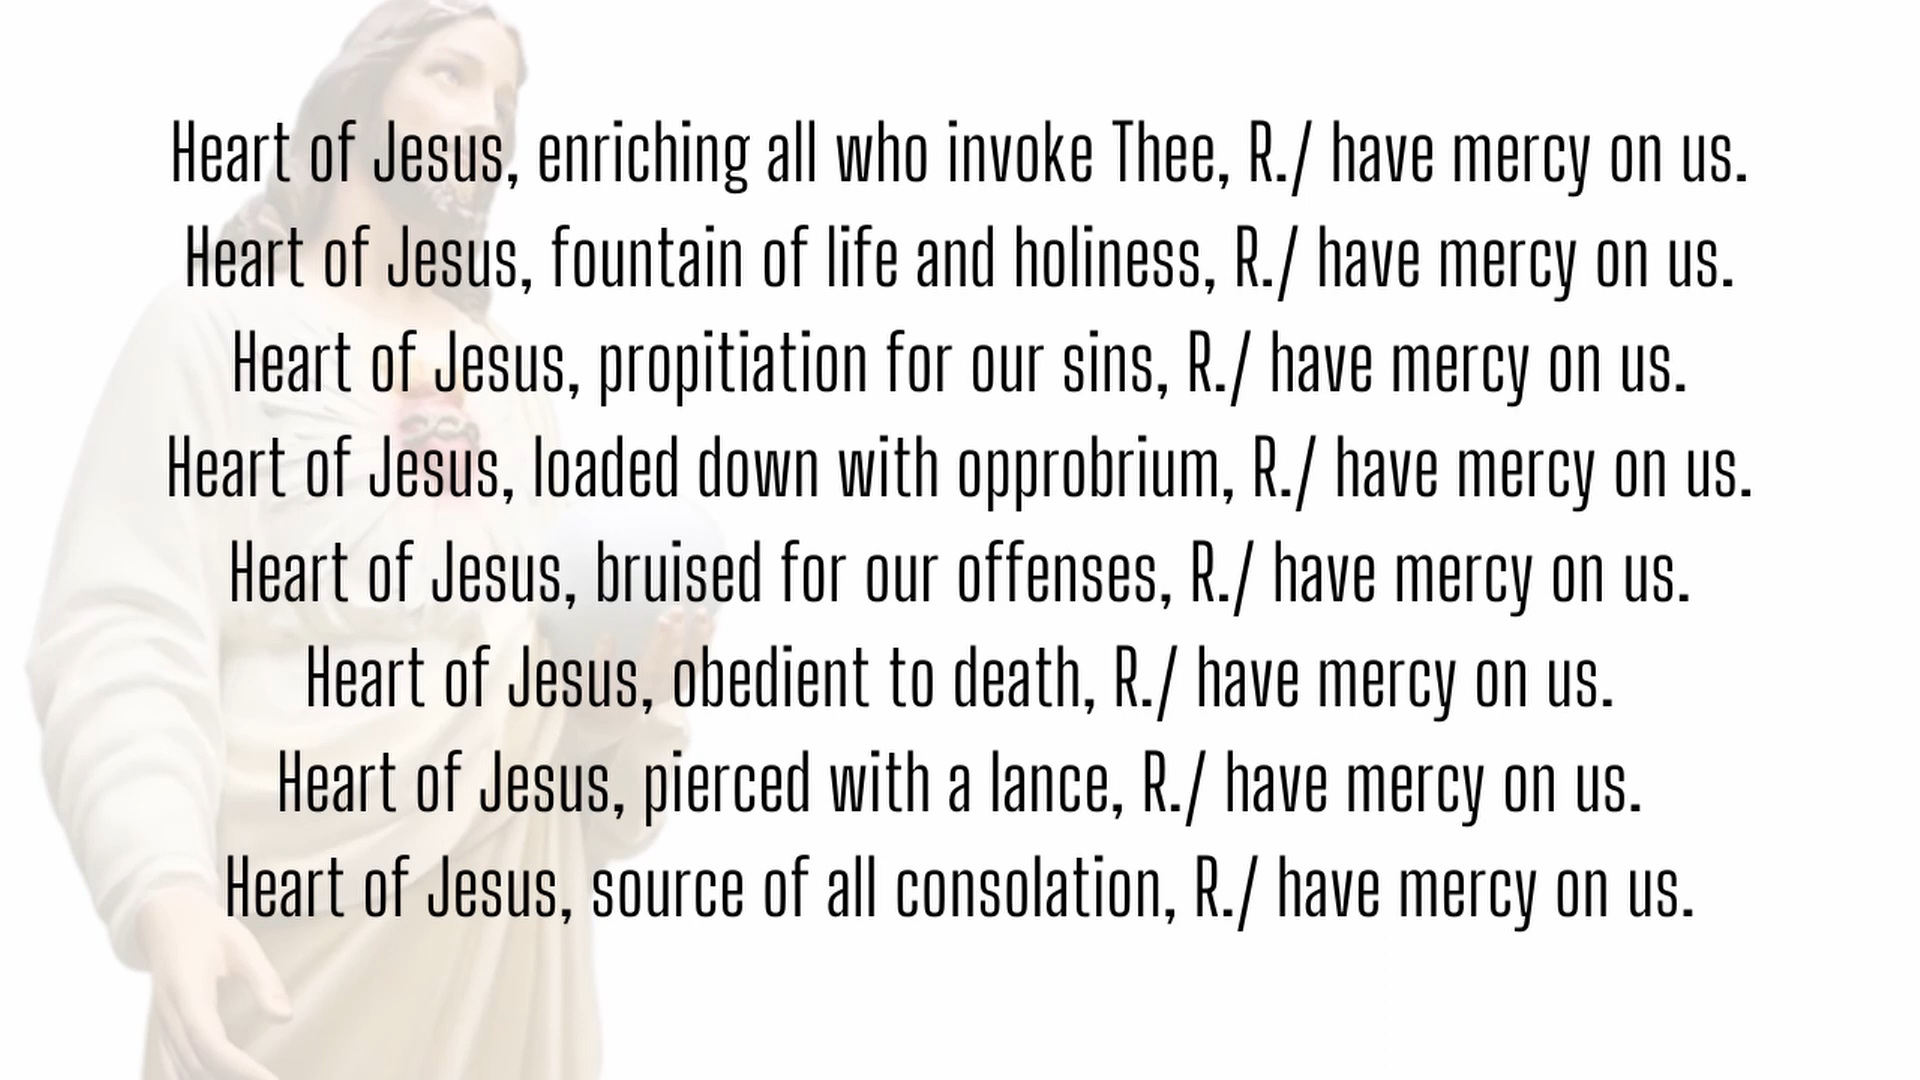 Heart of Jesus, enriching all who invoke Thee, R./ have mercy on us.
Heart of Jesus, fountain of life and holiness, R./ have mercy on us.
Heart of Jesus, propitiation for our sins, R./ have mercy on us.
Heart of Jesus, loaded down with opprobrium, R./ have mercy on us.
Heart of Jesus, bruised for our offenses, R./ have mercy on us.
Heart of Jesus, obedient to death, R./ have mercy on us.
Heart of Jesus, pierced with a lance, R./ have mercy on us.
Heart of Jesus, source of all consolation, R./ have mercy on us.